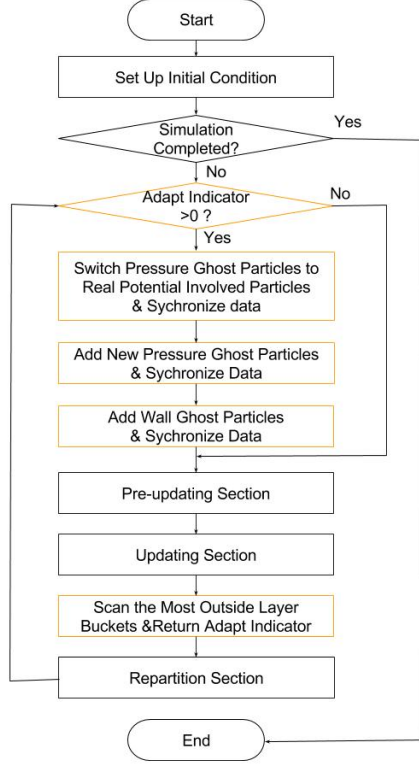 Start
Set Up Initial Condition
Simulation
Completed?
Yes
No
Adapt Indicator
>0 ?
No
Yes
Switch Pressure Ghost Particles to
Real Potential Involved Particles
& Sychronize data
Add New Pressure Ghost Particles
& Sychronize Data
Add Wall Ghost Particles
& Sychronize Data
Pre-updating Section
Updating Section
Scan the Most Outside Layer
Buckets &Return Adapt Indicator
Repartition Section
End